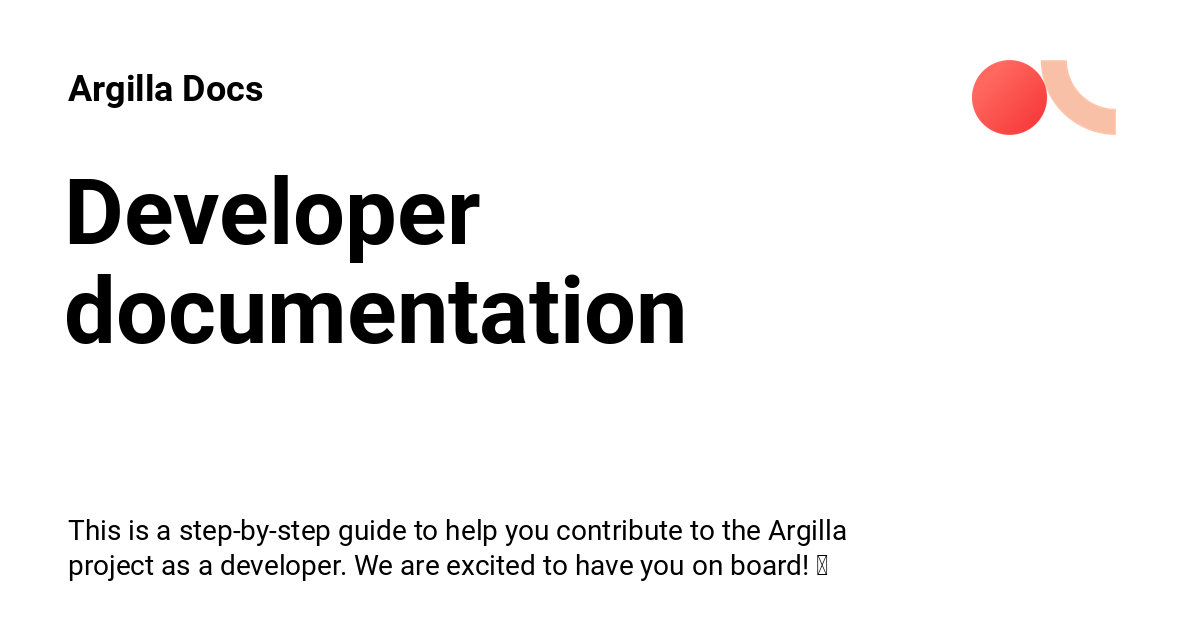 Argilla Docs
Developer
documentation
This is a step-by-step guide to help you contribute to the Argilla
project as a developer. We are excited to have you on board!